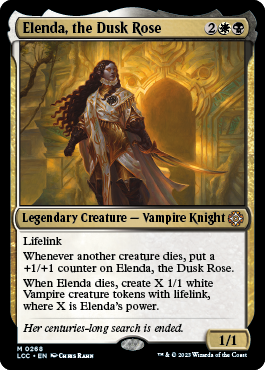 Elenda, the Dusk Rose 2
Legendary Creature — Vampire Knight
Lifelink
Whenever another creature dies, put a
+1/+1 counter on Elenda, the Dusk Rose.
When Elenda dies, create X 1/1 white
Vampire creature tokens with lifelink,
where X is Elenda's power.
Her centuries-long search is ended.
1/1
M 0268
LCC • EN Chris Rahn
™ & © 2023 Wizards of the Coast